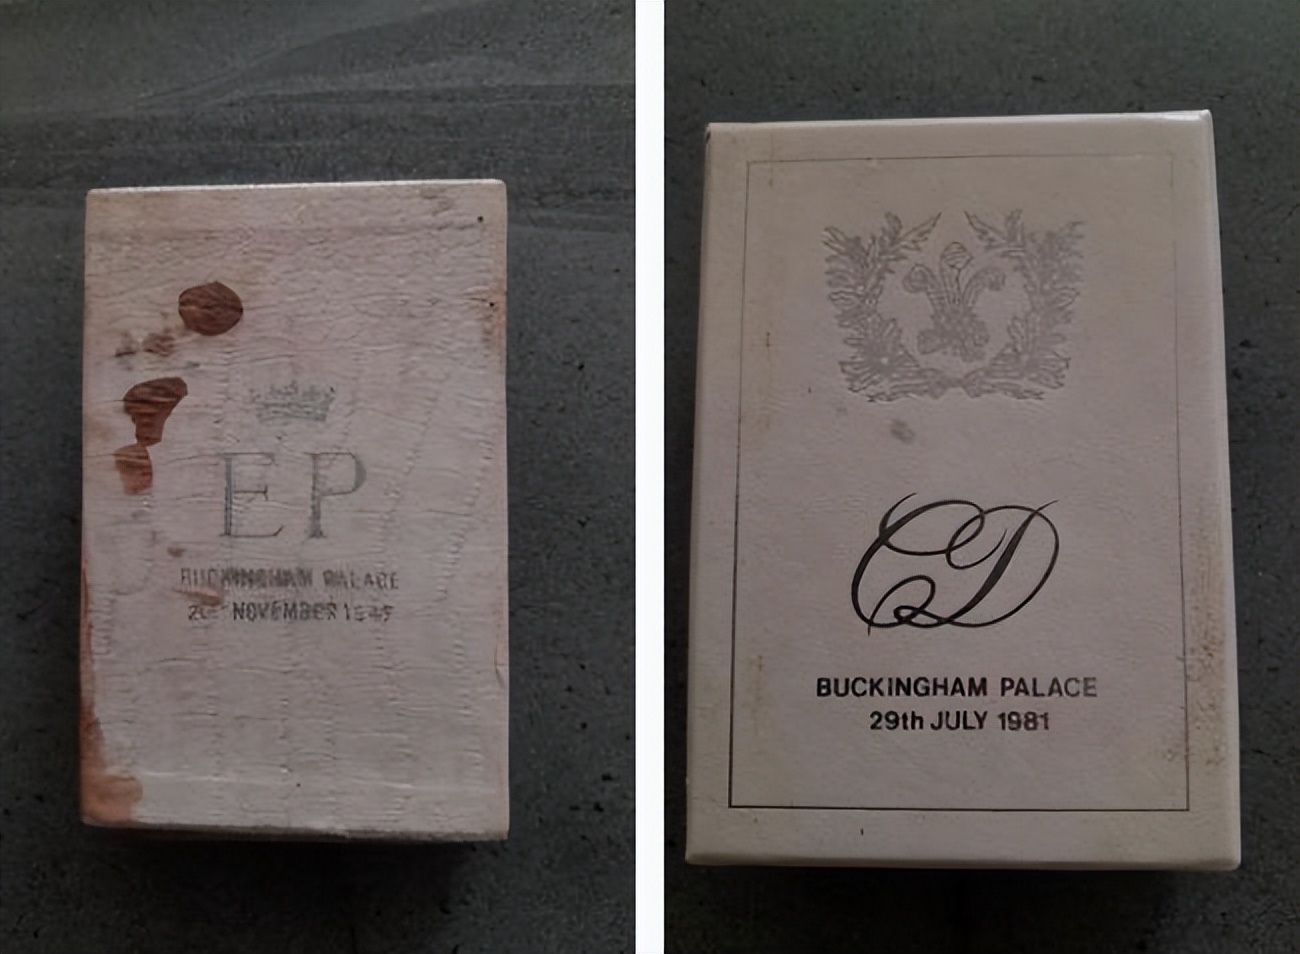 EP
BUCKINGHAM PALACE
NOVEMBER
CD
BUCKINGHAM PALACE
29th JULY 1981